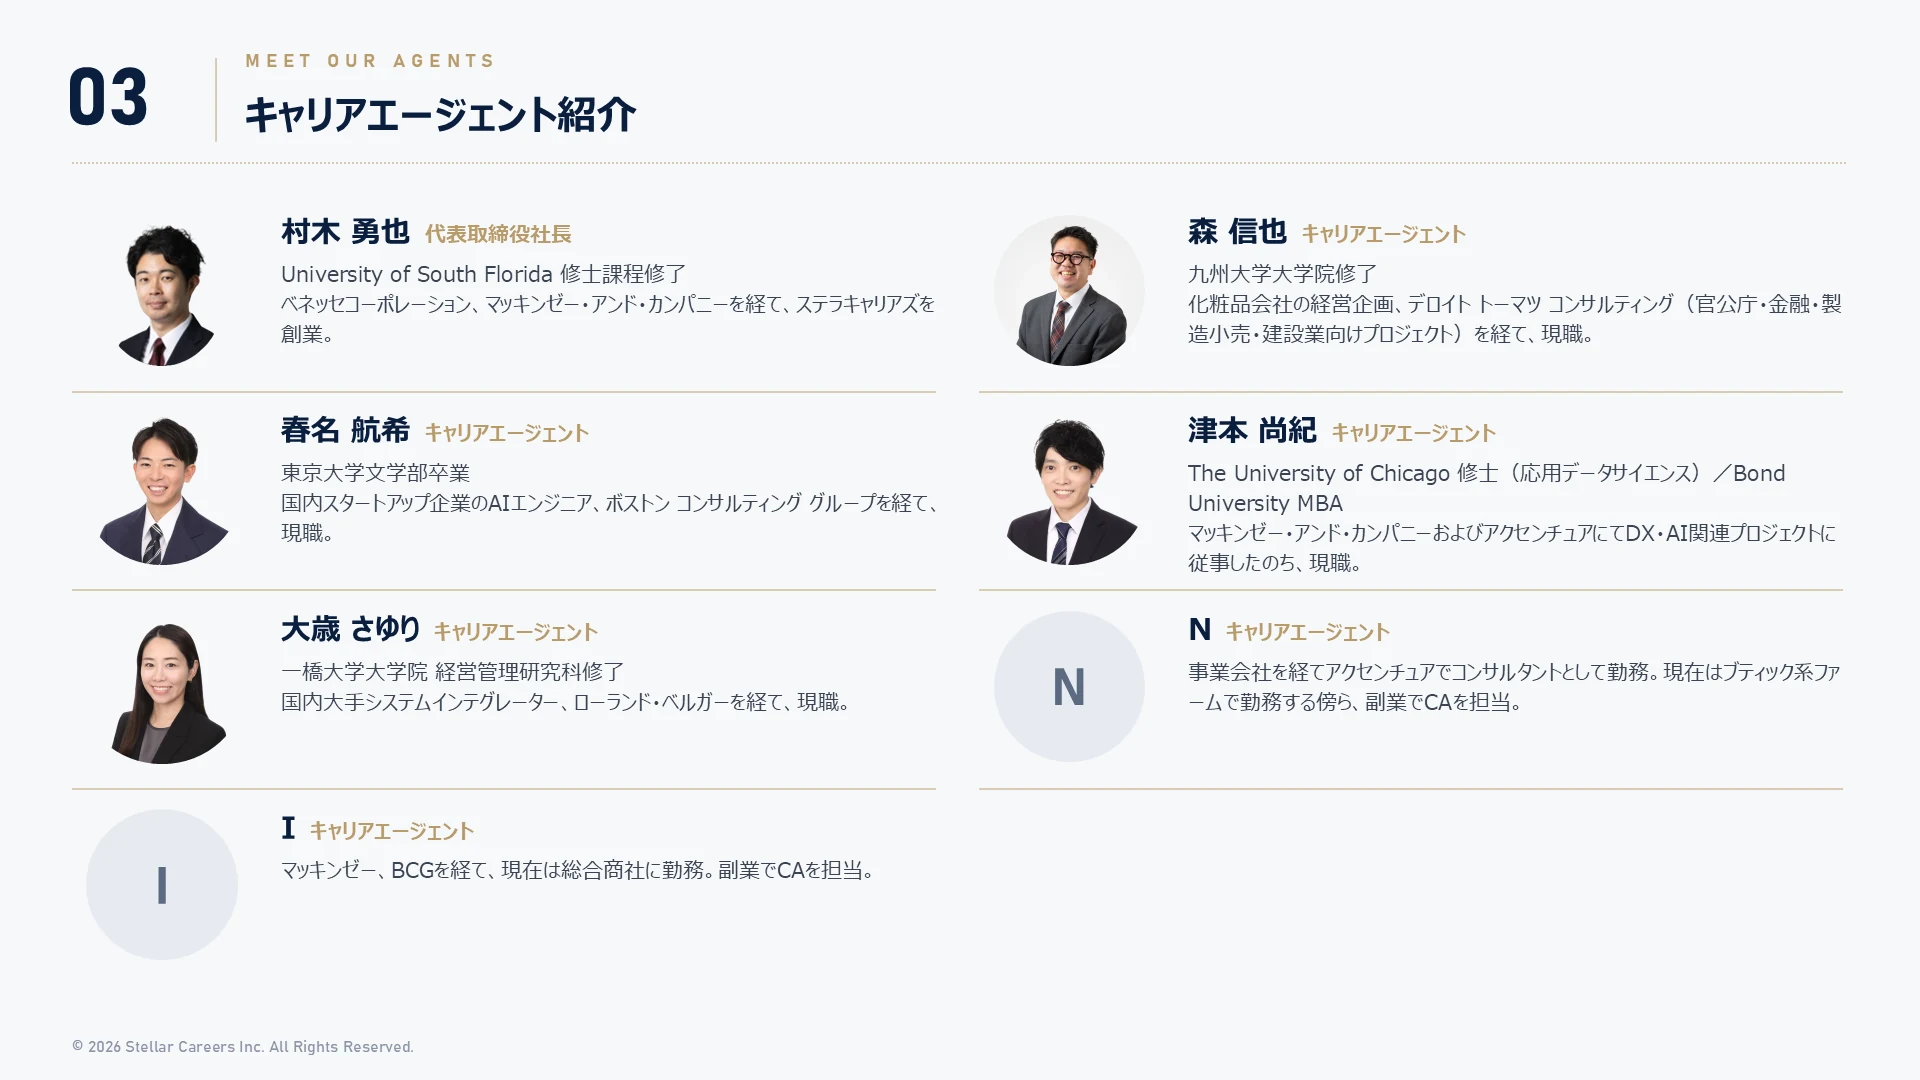 03
MEET OUR AGENTS
キャリアエージェント紹介
村木 勇也 代表取締役社長
University of South Florida 修士課程修了
ベネッセコーポレーション、マッキンゼー・アンド・カンパニーを経て、ステラキャリアズを
創業。
森 信也 キャリアエージェント
九州大学大学院修了
化粧品会社の経営企画、デロイト トーマツ コンサルティング（官公庁・金融・製
造小売・建設業向けプロジェクト）を経て、現職。
春名 航希 キャリアエージェント
東京大学文学部卒業
国内スタートアップ企業のAIエンジニア、ボストン コンサルティング グループを経て、
現職。
津本 尚紀 キャリアエージェント
The University of Chicago 修士（応用データサイエンス）／Bond
University MBA
マッキンゼー・アンド・カンパニーおよびアクセンチュアにてDX・AI関連プロジェクトに
従事したのち、現職。
大歳 さゆり キャリアエージェント
一橋大学大学院 経営管理研究科修了
国内大手システムインテグレーター、ローランド・ベルガーを経て、現職。
N
N キャリアエージェント
事業会社を経てアクセンチュアでコンサルタントとして勤務。現在はブティック系ファ
ームで勤務する傍ら、副業でCAを担当。
I
I キャリアエージェント
マッキンゼー、BCGを経て、現在は総合商社に勤務。副業でCAを担当。
© 2026 Stellar Careers Inc. All Rights Reserved.